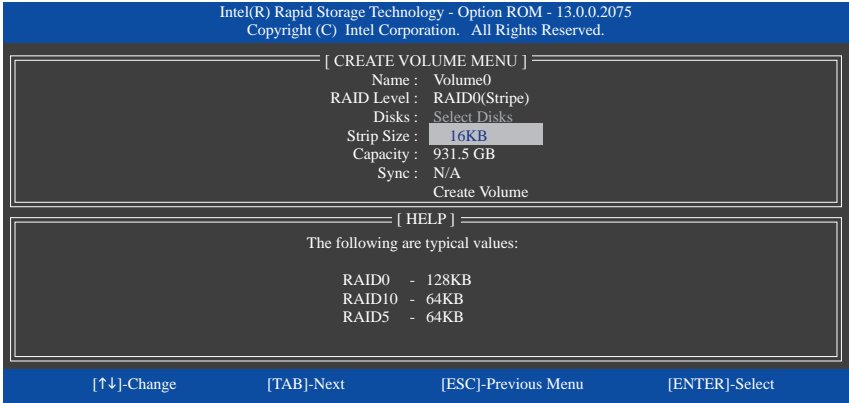 Intel(R) Rapid Storage Technology - Option ROM - 13.0.0.2075
Copyright (C) Intel Corporation. All Rights Reserved.
[ CREATE VOLUME MENU ]
Name : Volume0
RAID Level : RAID0(Stripe)
Disks : Select Disks
Strip Size : 16KB
Capacity : 931.5 GB
Sync : N/A
Create Volume
[ HELP ]
The following are typical values:
RAID0 - 128KB
RAID10 - 64KB
RAID5 - 64KB
[↑↓]-Change [TAB]-Next [ESC]-Previous Menu [ENTER]-Select